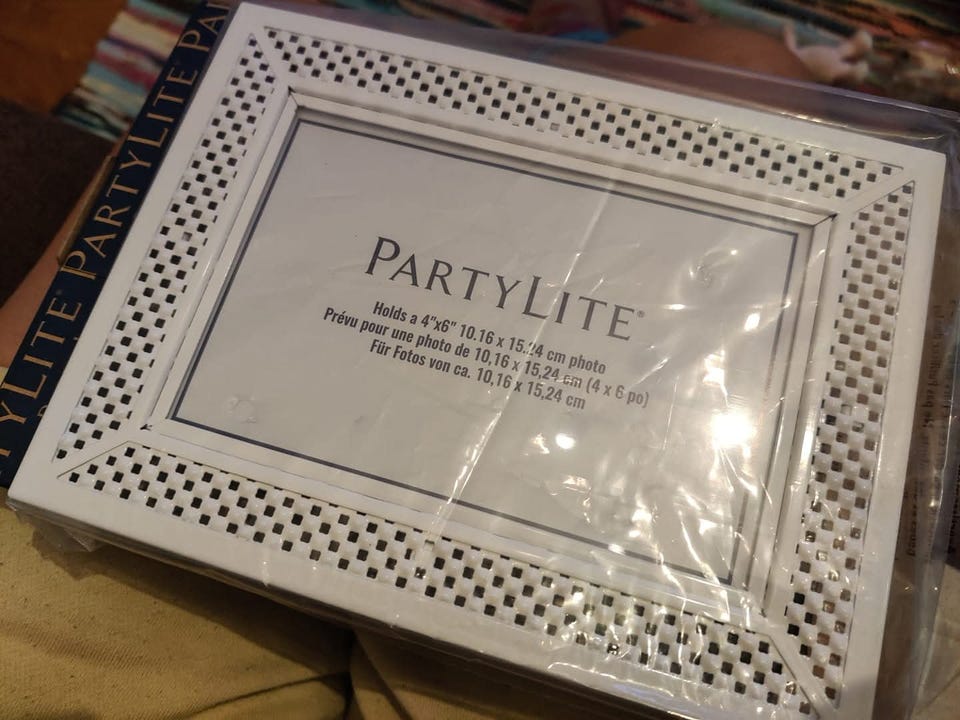 PARTYLITE®
Holds a 4"x6" 10.16 x 15.24 cm photo
Prévu pour une photo de 10,16 x 15,24 cm (4 x 6 po)
Für Fotos von ca. 10,16 x 15,24 cm
YLITE® PARTYLITE® PA